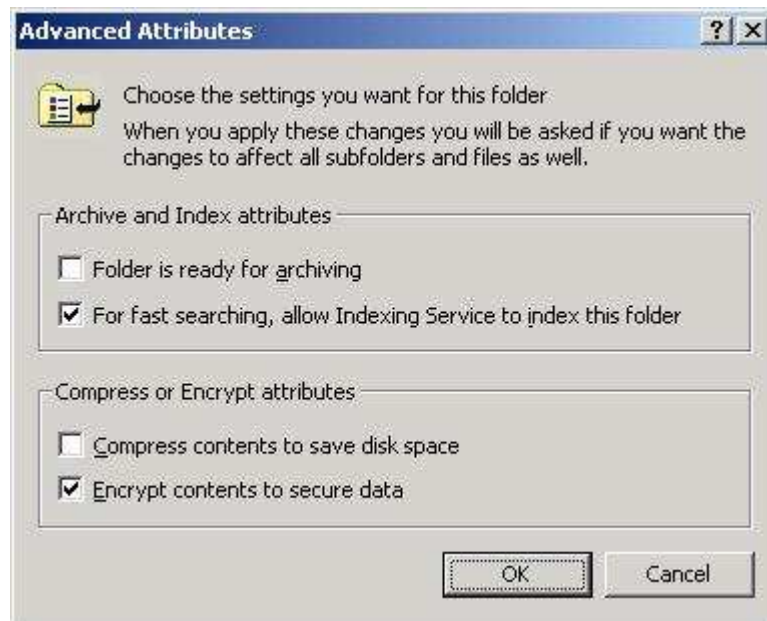 Advanced Attributes
Choose the settings you want for this folder
When you apply these changes you will be asked if you want the
changes to affect all subfolders and files as well.
Archive and Index attributes
Folder is ready for archiving
For fast searching, allow Indexing Service to index this folder
Compress or Encrypt attributes
Compress contents to save disk space
Encrypt contents to secure data
OK Cancel